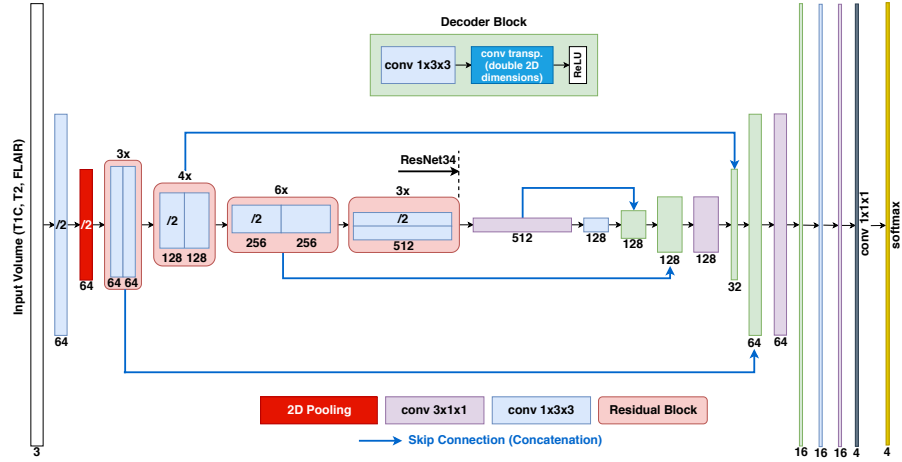 Decoder Block
conv 1x3x3
conv transp.
(double 2D
dimensions)
ReLU
Input Volume (T1C, T2, FLAIR)
3
/2
64
/2
64
3x
64 64
4x
/2
128 128
6x
/2
256 256
3x
/2
512
ResNet34
512
128
128
128
128
32
64
64
16
16
16
conv 1x1x1
4
softmax
4
2D Pooling
conv 3x1x1
conv 1x3x3
Residual Block
Skip Connection (Concatenation)